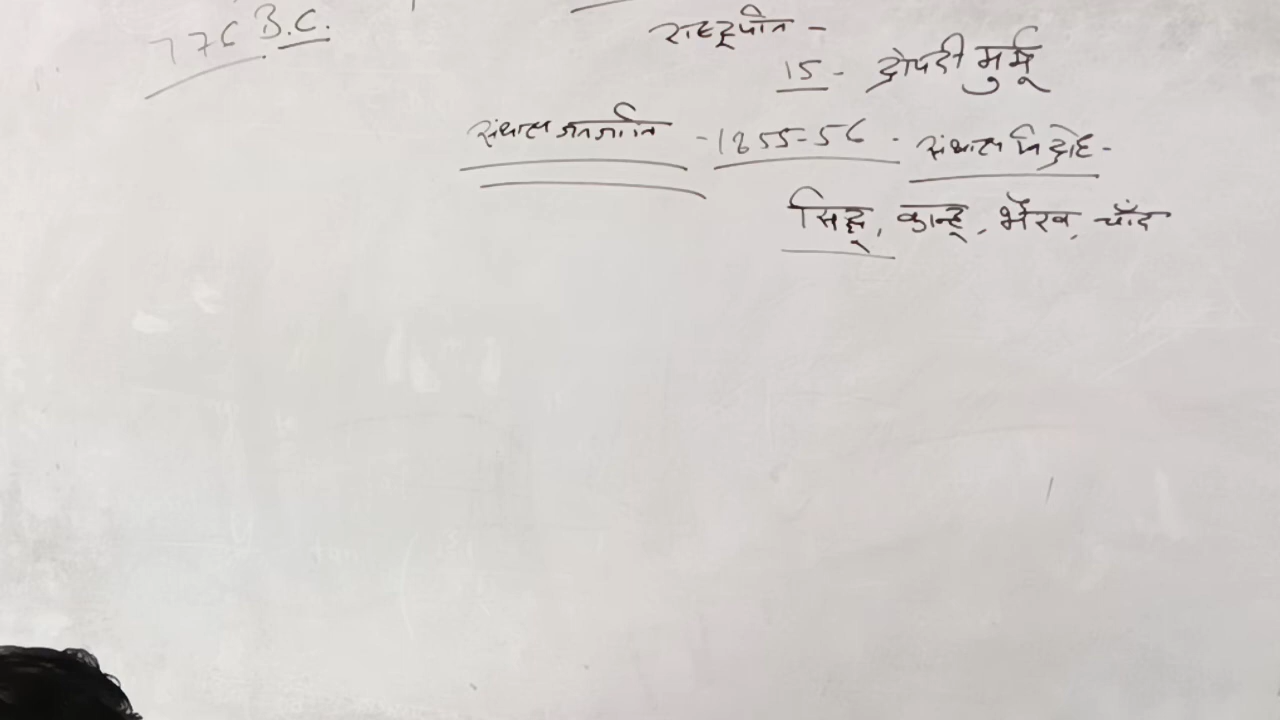 776 B.C.
राष्ट्रपति -
15 - द्रोपदी मुर्मू
संथाल जनजाति - 1855-56 - संथाल विद्रोह -
सिद्धू, कान्हू, भैरव, चाँद